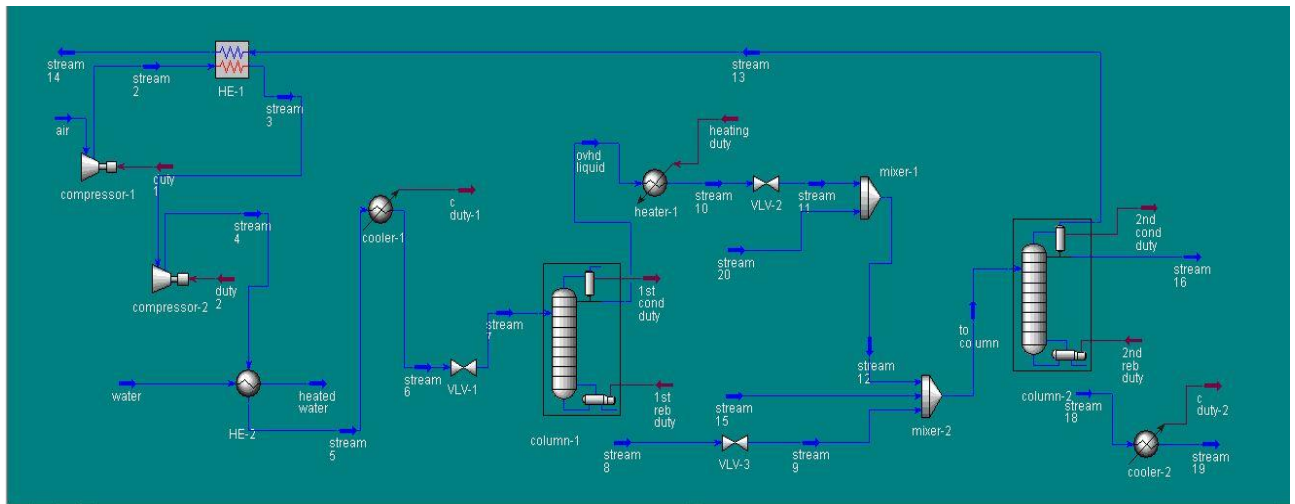 stream
14
stream
2
HE-1
stream
3
stream
13
air
compressor-1
duty
1
stream
4
compressor-2
duty
2
water
heated
water
HE-2
stream
5
c
duty-1
cooler-1
stream
6
VLV-1
stream
7
column-1
1st
cond
duty
1st
reb
duty
ovhd
liquid
heating
duty
heater-1
stream
10
VLV-2
stream
11
mixer-1
stream
20
stream
12
stream
15
stream
8
VLV-3
stream
9
mixer-2
to
column
2nd
cond
duty
stream
16
2nd
reb
duty
column-2
stream
18
c
duty-2
cooler-2
stream
19